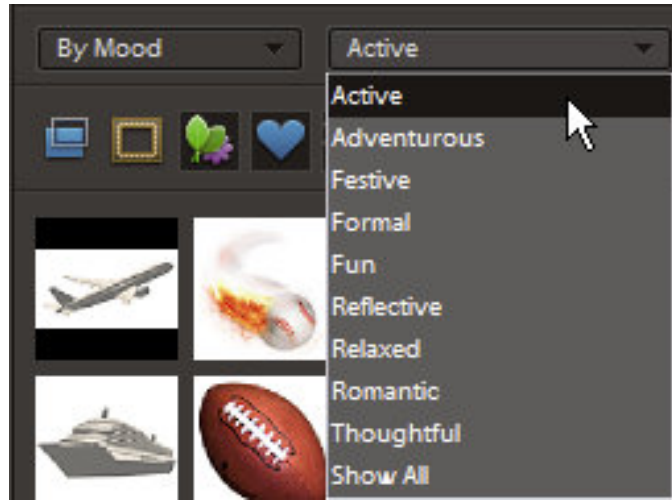 By Mood
Active
Active
Adventurous
Festive
Formal
Fun
Reflective
Relaxed
Romantic
Thoughtful
Show All